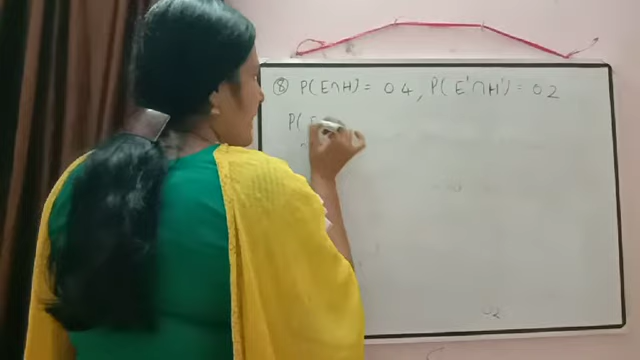 ⑧ P(E∩H) = 0.4, P(E'∩H') = 0.2
P(